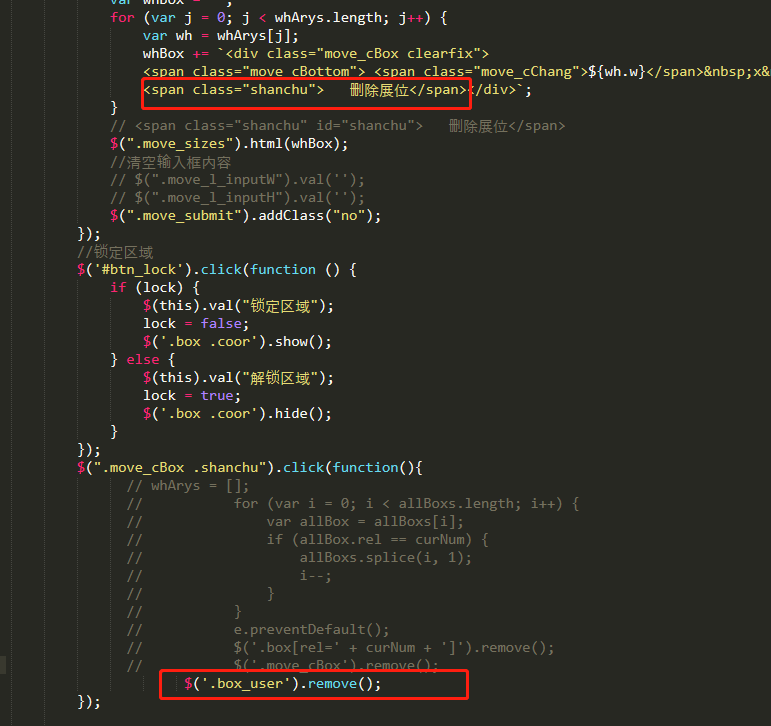 var whBox = "";
for (var j = 0; j < whArys.length; j++) {
var wh = whArys[j];
whBox += `<div class="move_cBox clearfix">
<span class="move_cBottom"> <span class="move_cChang">${wh.w}</span>&nbsp;x&
<span class="shanchu">   删除展位</span></div>`;
}
// <span class="shanchu" id="shanchu">   删除展位</span>
$(".move_sizes").html(whBox);
//清空输入框内容
// $(".move_l_inputW").val('');
// $(".move_l_inputH").val('');
$(".move_submit").addClass("no");
});
//锁定区域
$('#btn_lock').click(function () {
if (lock) {
$(this).val("锁定区域");
lock = false;
$('.box .coor').show();
} else {
$(this).val("解锁区域");
lock = true;
$('.box .coor').hide();
}
});
$(".move_cBox .shanchu").click(function(){
// whArys = [];
// for (var i = 0; i < allBoxs.length; i++) {
// var allBox = allBoxs[i];
// if (allBox.rel == curNum) {
// allBoxs.splice(i, 1);
// i--;
// }
// }
// e.preventDefault();
// $('.box[rel=' + curNum + ']').remove();
// $('.move_cBox').remove();
$('.box_user').remove();
});